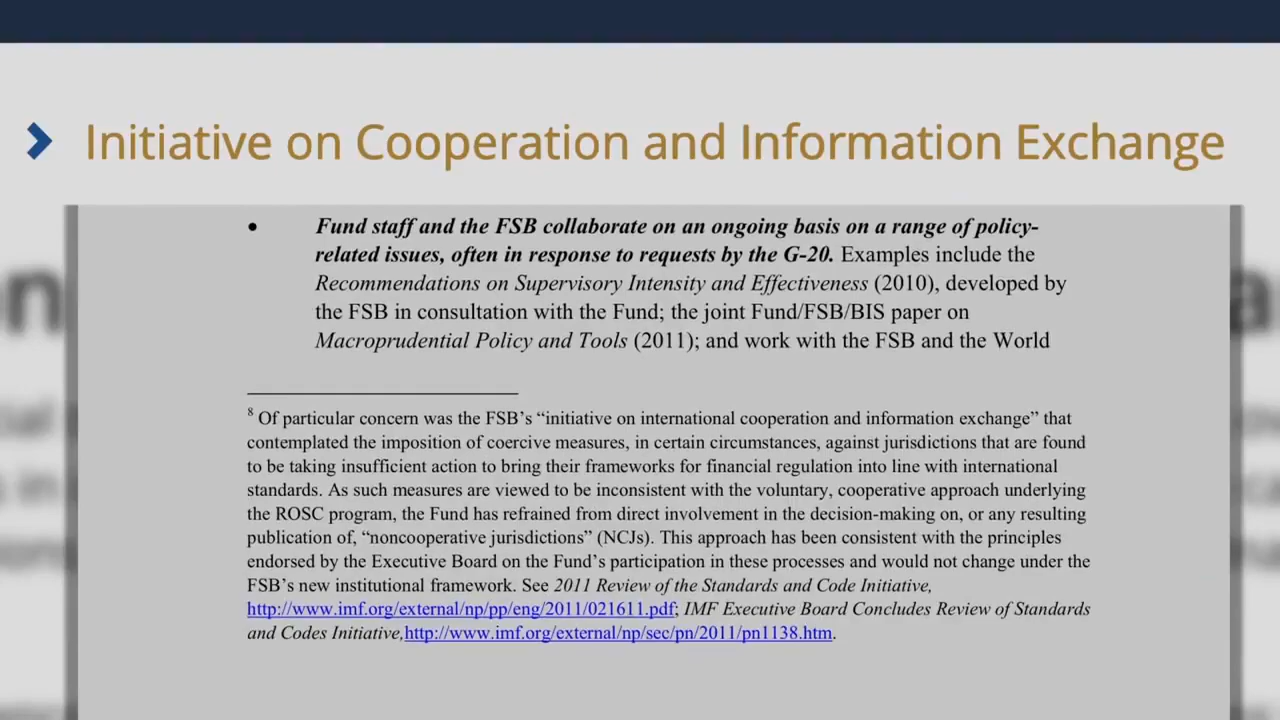 Initiative on Cooperation and Information Exchange
• Fund staff and the FSB collaborate on an ongoing basis on a range of policy-
related issues, often in response to requests by the G-20. Examples include the
Recommendations on Supervisory Intensity and Effectiveness (2010), developed by
the FSB in consultation with the Fund; the joint Fund/FSB/BIS paper on
Macroprudential Policy and Tools (2011); and work with the FSB and the World
8 Of particular concern was the FSB’s “initiative on international cooperation and information exchange” that
contemplated the imposition of coercive measures, in certain circumstances, against jurisdictions that are found
to be taking insufficient action to bring their frameworks for financial regulation into line with international
standards. As such measures are viewed to be inconsistent with the voluntary, cooperative approach underlying
the ROSC program, the Fund has refrained from direct involvement in the decision-making on, or any resulting
publication of, “noncooperative jurisdictions” (NCJs). This approach has been consistent with the principles
endorsed by the Executive Board on the Fund’s participation in these processes and would not change under the
FSB’s new institutional framework. See 2011 Review of the Standards and Code Initiative,
http://www.imf.org/external/np/pp/eng/2011/021611.pdf; IMF Executive Board Concludes Review of Standards
and Codes Initiative,http://www.imf.org/external/np/sec/pn/2011/pn1138.htm.